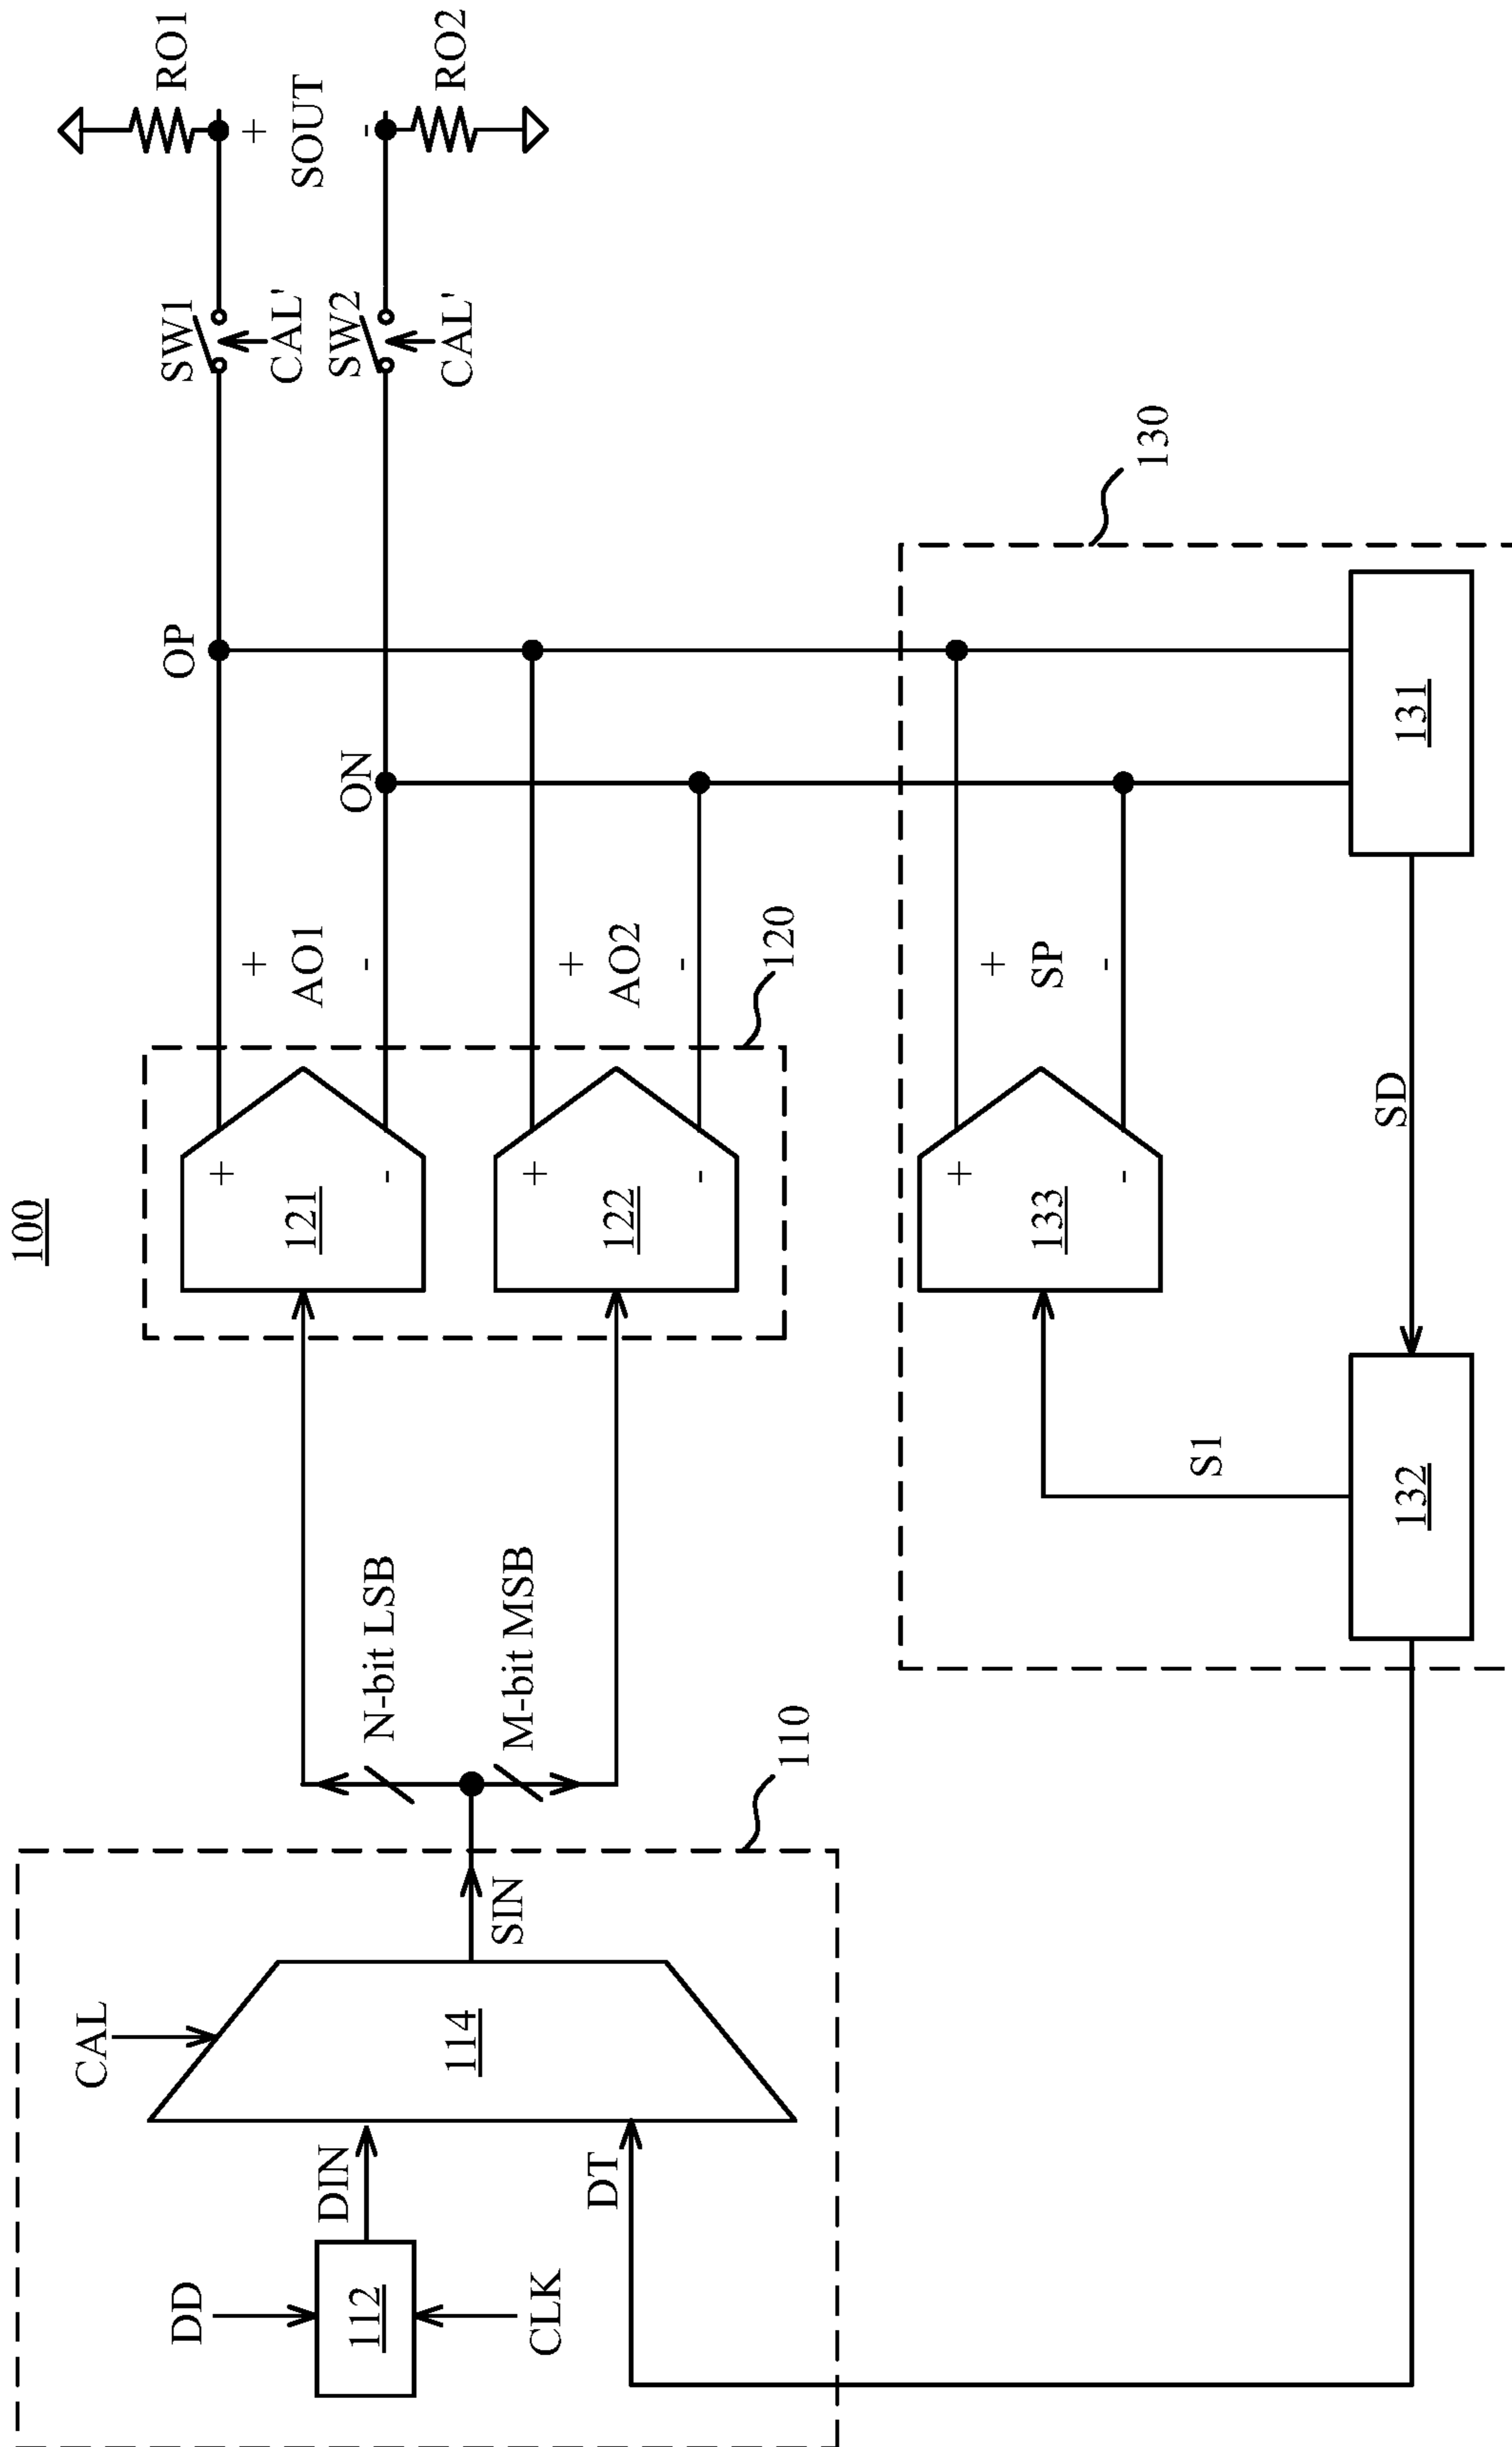 100
110
CAL
DD
112
CLK
DIN
DT
114
SIN
N-bit LSB
M-bit MSB
120
121
+
-
122
+
-
+
AO1
-
+
AO2
-
OP
ON
SW1
CAL'
SW2
CAL'
RO1
+
SOUT
-
RO2
130
133
+
-
+
SP
-
S1
132
SD
131